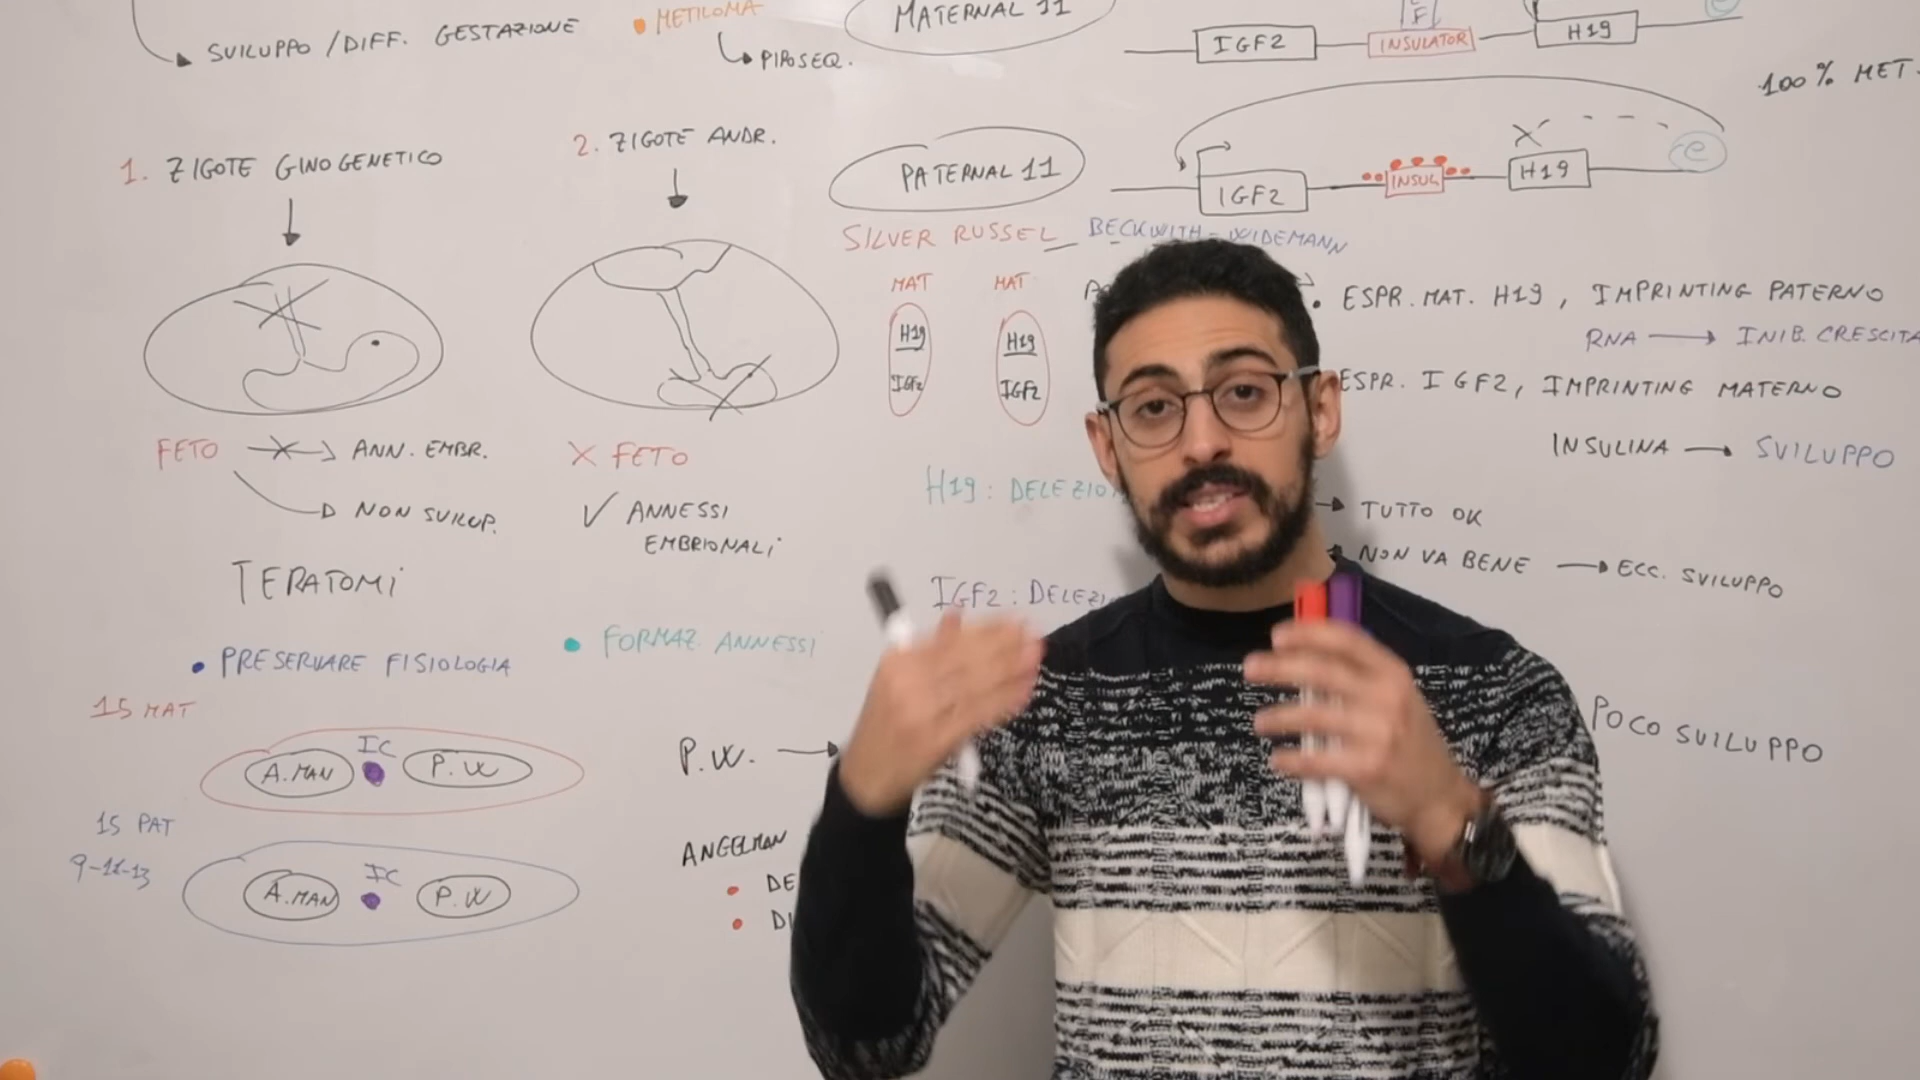 SVILUPPO / DIFF. GESTAZIONE
METILOMA
PIROSEQ.
MATERNAL 11
IGF2
INSULATOR
H19
e
100% MET.
1. ZIGOTE GINOGENETICO
2. ZIGOTE ANDR.
PATERNAL 11
IGF2
INSUL
H19
e
SILVER RUSSEL
BECKWITH - WIDEMANN
MAT
MAT
H19
H19
IGF2
IGF2
ESPR. MAT. H19, IMPRINTING PATERNO
RNA → INIB. CRESCITA
ESPR. IGF2, IMPRINTING MATERNO
INSULINA → SVILUPPO
FETO
ANN. EMBR.
NON SVILUP.
X FETO
✓ ANNESSI
EMBRIONALI
H19: DELEZIO
TUTTO OK
NON VA BENE → ECC. SVILUPPO
TERATOMI
IGF2: DELEZI
• PRESERVARE FISIOLOGIA
• FORMAZ. ANNESSI
15 MAT
A.MAN
IC
P.W
P.W. →
POCO SVILUPPO
15 PAT
9-11-13
A.MAN
IC
P.W
ANGELMAN
• DE
• DI